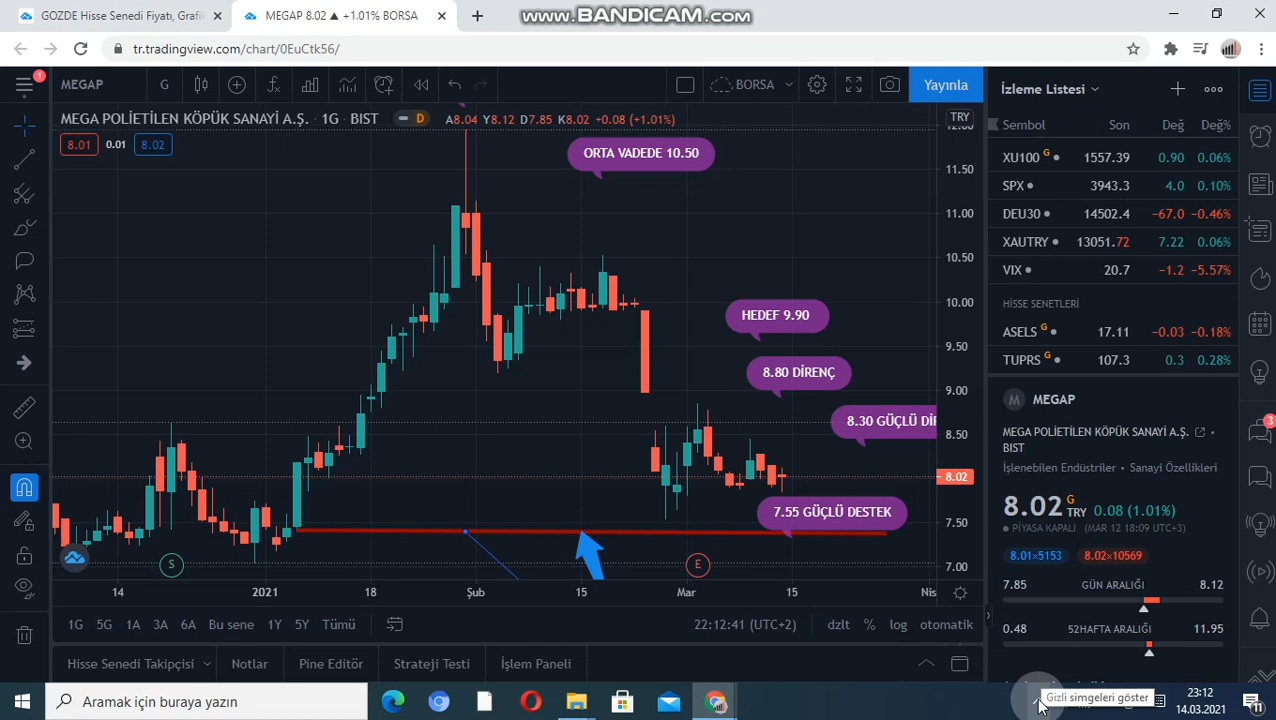 GOZDE Hisse Senedi Fiyatı, Grafik
MEGAP 8.02 ▲ +1.01% BORSA
www.BANDICAM.com
tr.tradingview.com/chart/0EuCtk56/
1
MEGAP
G
BORSA
Yayınla
MEGA POLİETİLEN KÖPÜK SANAYİ A.Ş. · 1G · BIST
D
A8.04 Y8.12 D7.85 K8.02 +0.08 (+1.01%)
8.01
0.01
8.02
TRY
12.00
11.50
11.00
10.50
10.00
9.50
9.00
8.50
8.02
7.50
7.00
ORTA VADEDE 10.50
HEDEF 9.90
8.80 DİRENÇ
8.30 GÜÇLÜ DİR
7.55 GÜÇLÜ DESTEK
S
E
14
2021
18
Şub
15
Mar
15
Nis
1G
5G
1A
3A
6A
Bu sene
1Y
5Y
Tümü
22:12:41 (UTC+2)
dzlt
%
log
otomatik
Hisse Senedi Takipçisi
Notlar
Pine Editör
Strateji Testi
İşlem Paneli
İzleme Listesi
Sembol Son Değ Değ%
XU100 G 1557.39 0.90 0.06%
SPX 3943.3 4.0 0.10%
DEU30 14502.4 -67.0 -0.46%
XAUTRY 13051.72 7.22 0.06%
VIX 20.7 -1.2 -5.57%
HİSSE SENETLERİ
ASELS G 17.11 -0.03 -0.18%
TUPRS G 107.3 0.3 0.28%
M MEGAP
MEGA POLİETİLEN KÖPÜK SANAYİ A.Ş. ·
BIST
İşlenebilen Endüstriler · Sanayi Özellikleri
8.02 G TRY 0.08 (1.01%)
PİYASA KAPALI (MAR 12 18:09 UTC+3)
8.01×5153
8.02×10569
7.85 GÜN ARALIĞI 8.12
0.48 52HAFTA ARALIĞI 11.95
3
Aramak için buraya yazın
Gizli simgeleri göster
23:12
14.03.2021
11